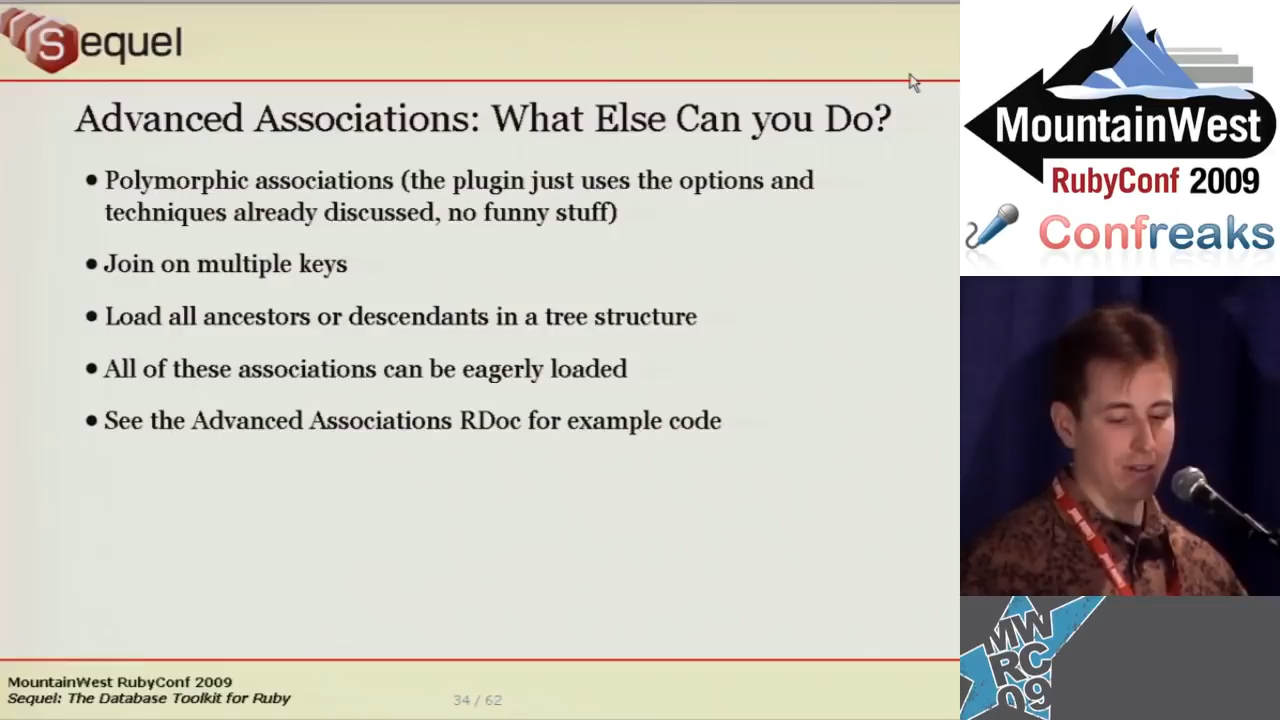 Sequel
Advanced Associations: What Else Can you Do?
• Polymorphic associations (the plugin just uses the options and
techniques already discussed, no funny stuff)
• Join on multiple keys
• Load all ancestors or descendants in a tree structure
• All of these associations can be eagerly loaded
• See the Advanced Associations RDoc for example code
MountainWest RubyConf 2009
Sequel: The Database Toolkit for Ruby
34 / 62
MountainWest
RubyConf 2009
Confreaks
MW
RC
09